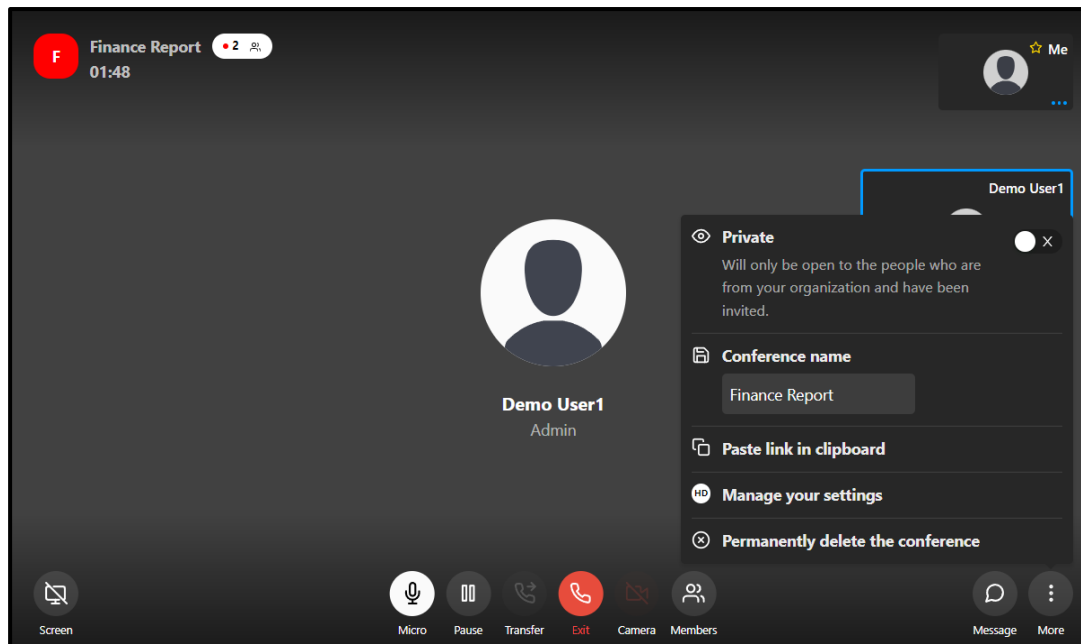 F
Finance Report
2
01:48
Me
Demo User1
Private
Will only be open to the people who are
from your organization and have been
invited.
Conference name
Finance Report
Demo User1
Admin
Paste link in clipboard
HD
Manage your settings
Permanently delete the conference
Screen
Micro
Pause
Transfer
Exit
Camera
Members
Message
More